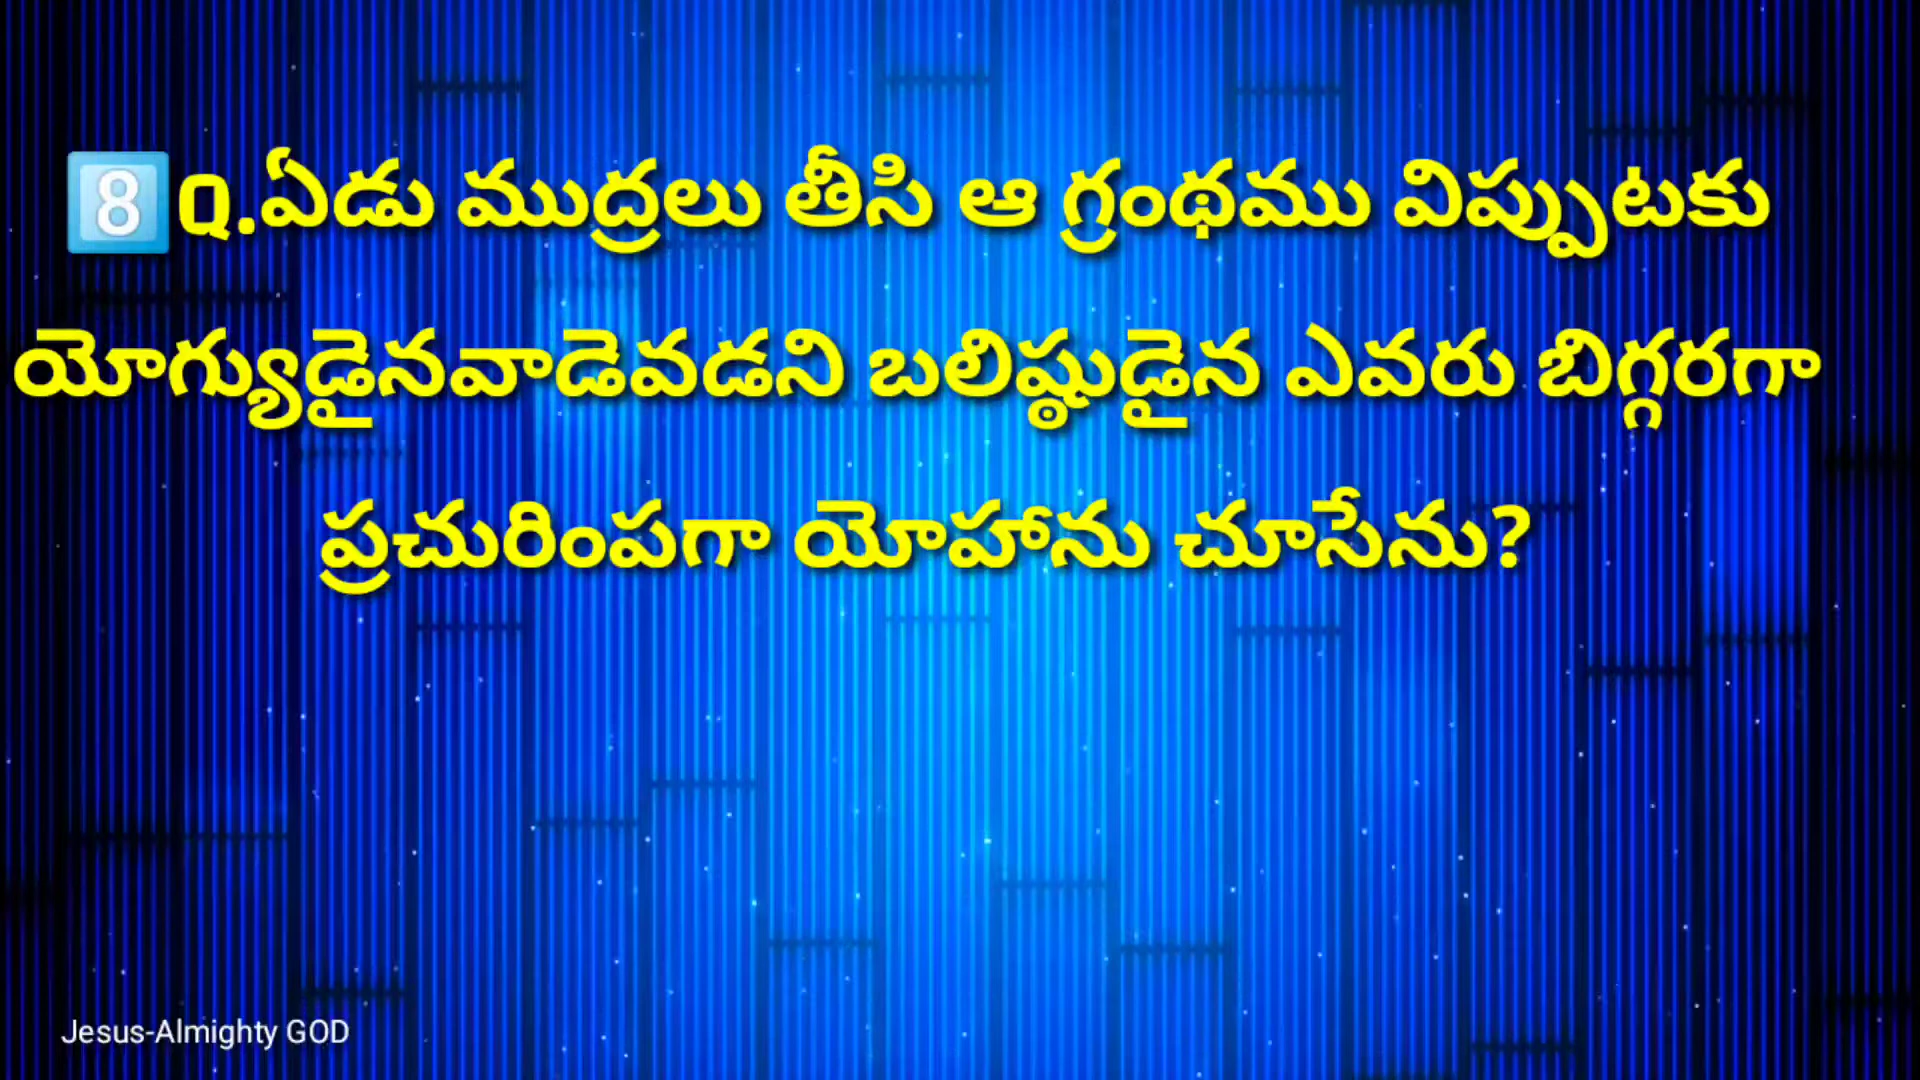 8️⃣Q.ఏడు ముద్రలు తీసి ఆ గ్రంథము విప్పుటకు
యోగ్యుడైనవాడెవడని బలిష్ఠుడైన ఎవరు బిగ్గరగా
ప్రచురింపగా యోహాను చూసేను?
Jesus-Almighty GOD